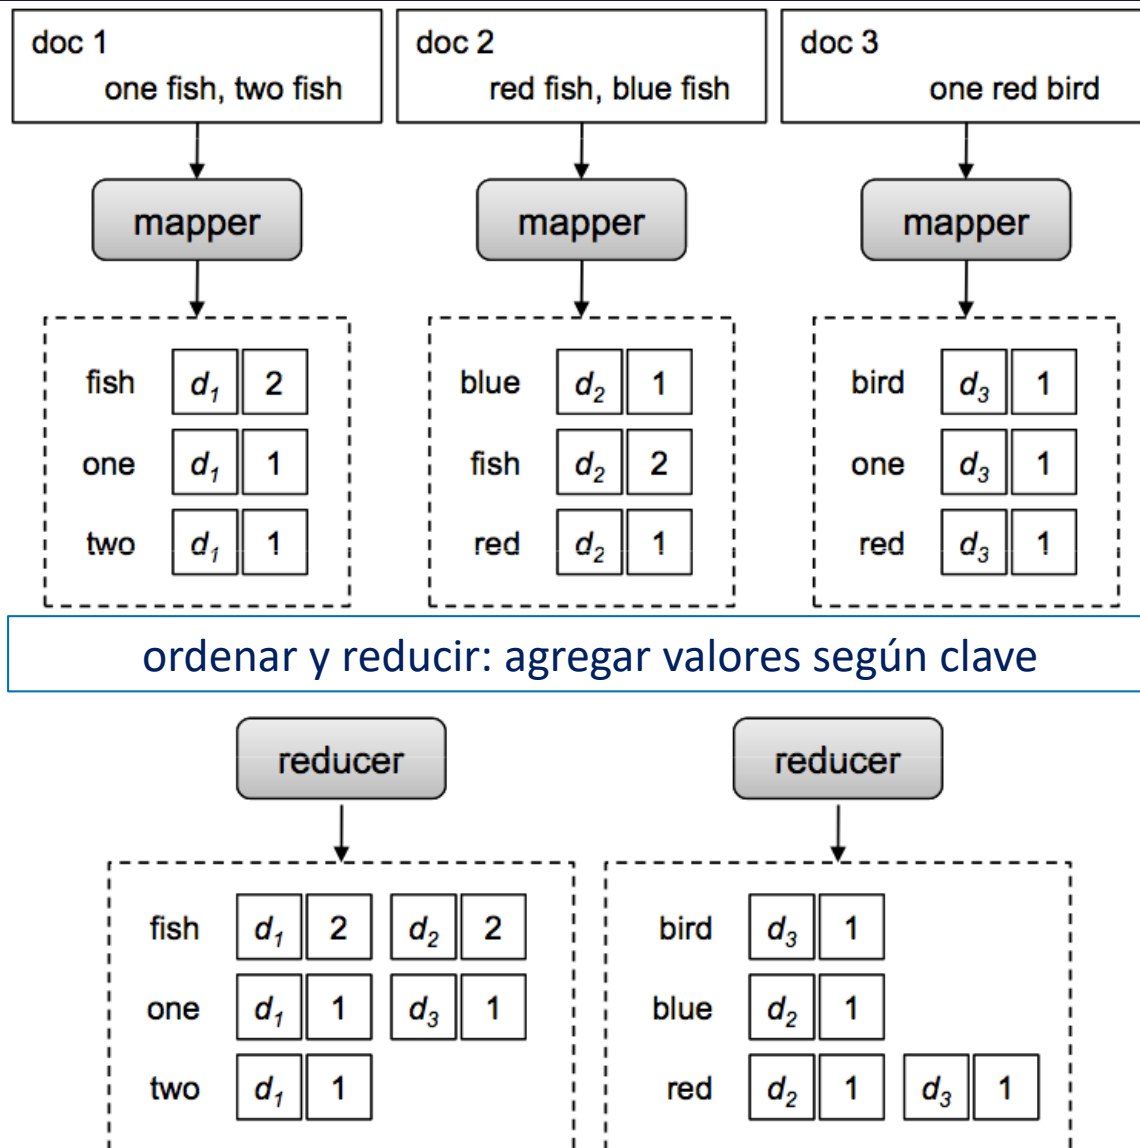 doc 1
one fish, two fish
doc 2
red fish, blue fish
doc 3
one red bird
mapper
mapper
mapper
fish d1 2
one d1 1
two d1 1
blue d2 1
fish d2 2
red d2 1
bird d3 1
one d3 1
red d3 1
ordenar y reducir: agregar valores según clave
reducer
reducer
fish d1 2 d2 2
one d1 1 d3 1
two d1 1
bird d3 1
blue d2 1
red d2 1 d3 1